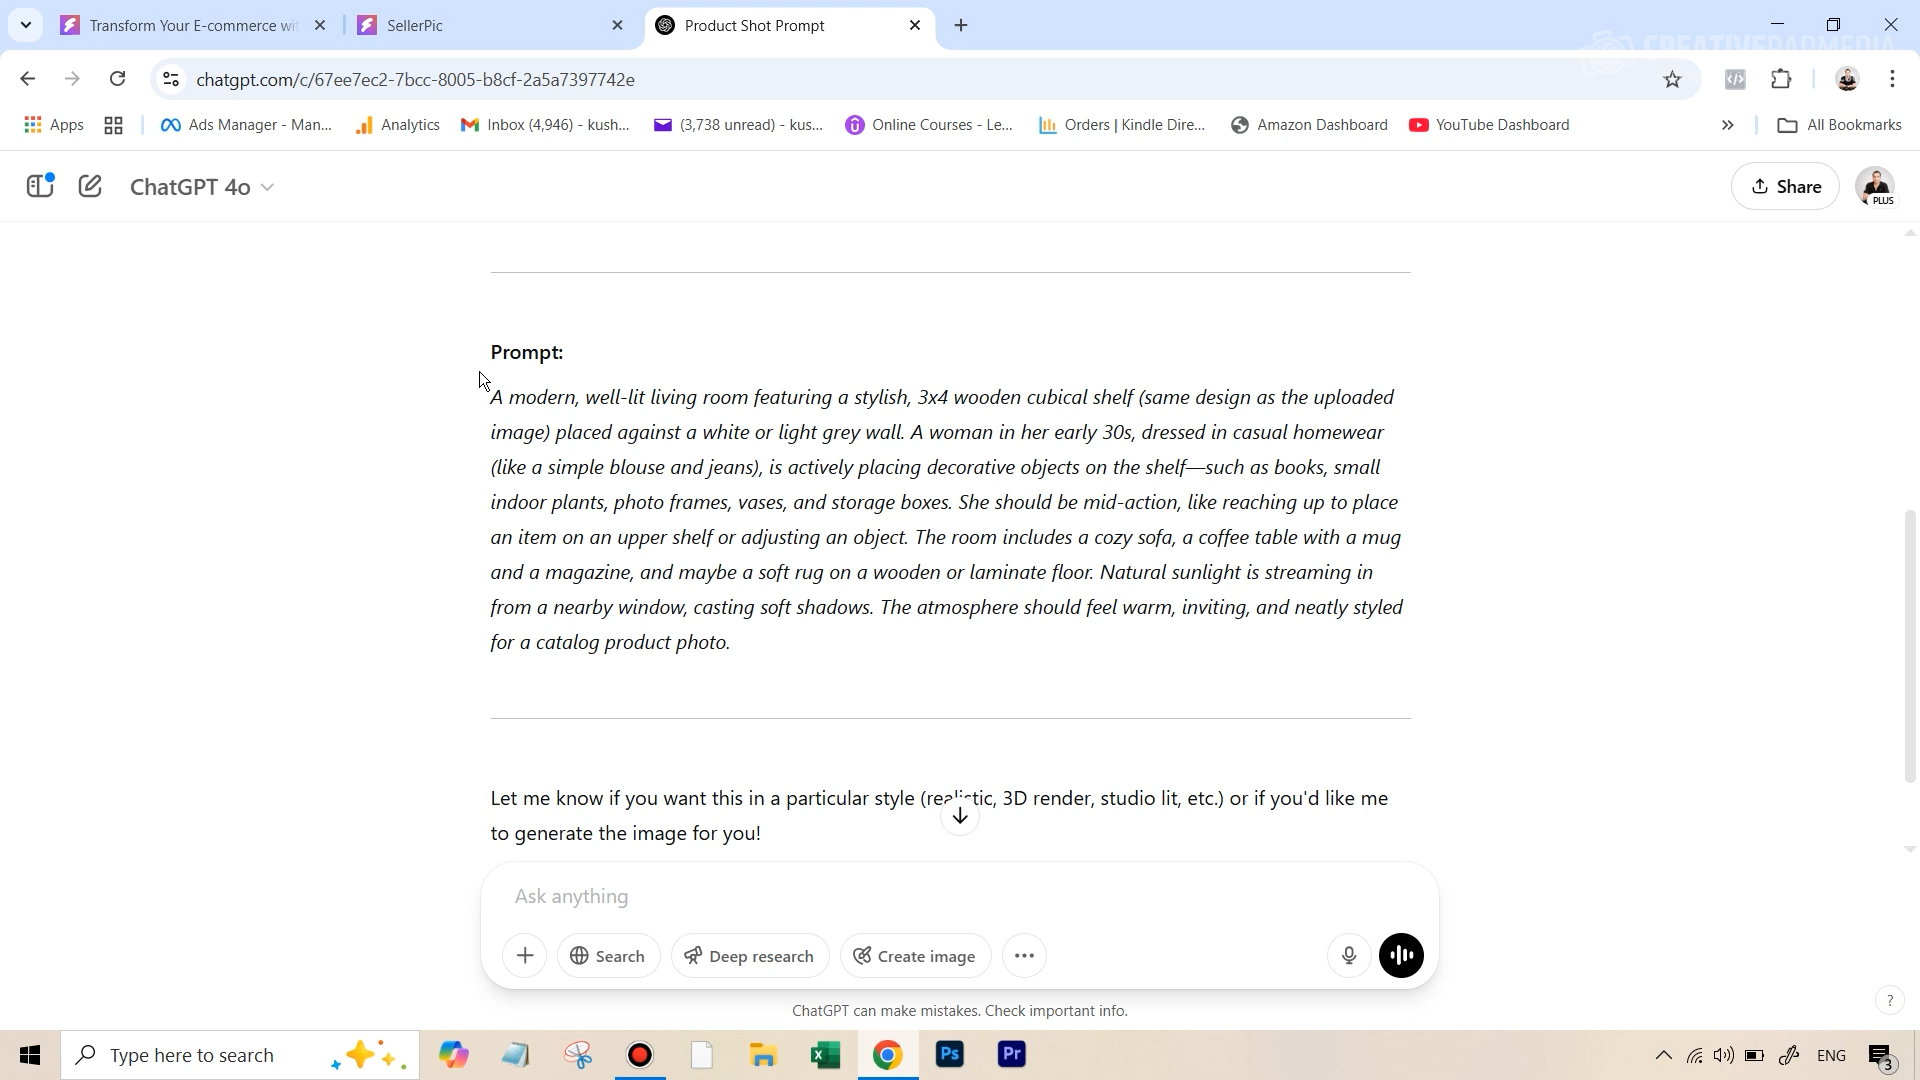 Transform Your E-commerce wit
SellerPic
Product Shot Prompt
CREATIVEPADMEDIA
chatgpt.com/c/67ee7ec2-7bcc-8005-b8cf-2a5a7397742e
Apps
Ads Manager - Man...
Analytics
Inbox (4,946) - kush...
(3,738 unread) - kus...
Online Courses - Le...
Orders | Kindle Dire...
Amazon Dashboard
YouTube Dashboard
All Bookmarks
ChatGPT 4o
Share
PLUS
Prompt:
A modern, well-lit living room featuring a stylish, 3x4 wooden cubical shelf (same design as the uploaded
image) placed against a white or light grey wall. A woman in her early 30s, dressed in casual homewear
(like a simple blouse and jeans), is actively placing decorative objects on the shelf—such as books, small
indoor plants, photo frames, vases, and storage boxes. She should be mid-action, like reaching up to place
an item on an upper shelf or adjusting an object. The room includes a cozy sofa, a coffee table with a mug
and a magazine, and maybe a soft rug on a wooden or laminate floor. Natural sunlight is streaming in
from a nearby window, casting soft shadows. The atmosphere should feel warm, inviting, and neatly styled
for a catalog product photo.
Let me know if you want this in a particular style (realistic, 3D render, studio lit, etc.) or if you'd like me
to generate the image for you!
Ask anything
Search
Deep research
Create image
ChatGPT can make mistakes. Check important info.
?
Type here to search
Ps
Pr
ENG
3